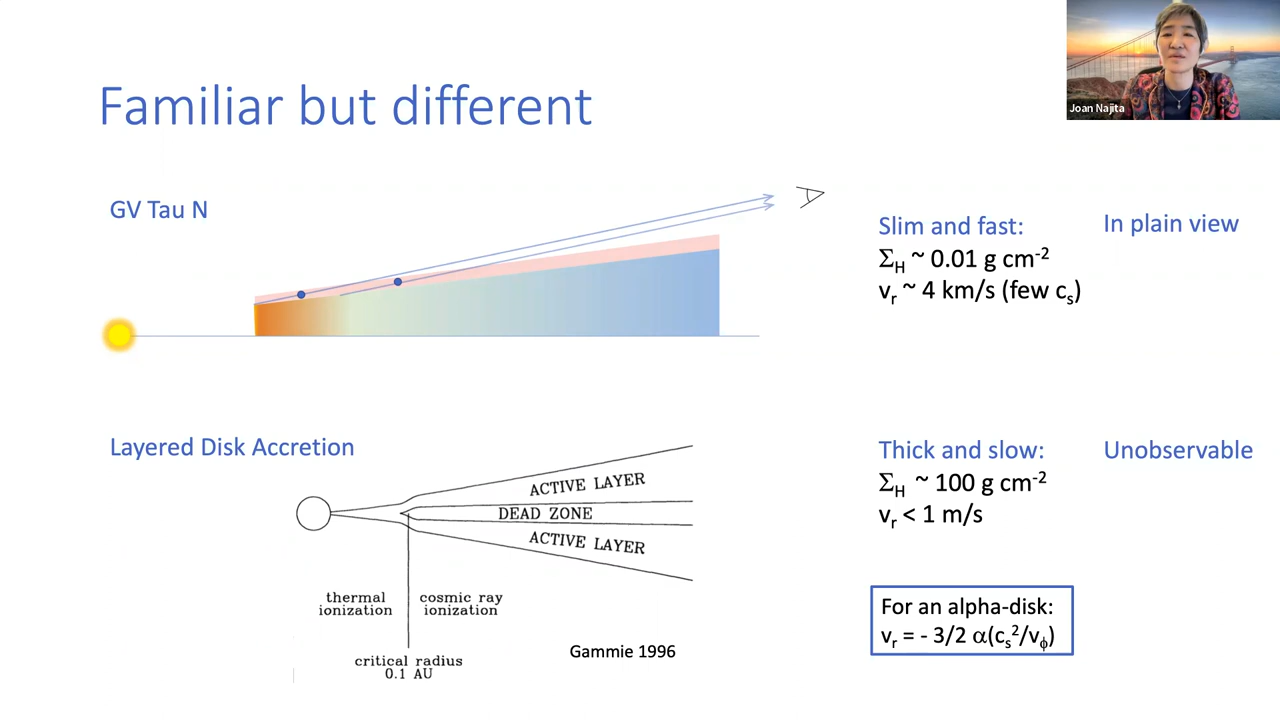 Joan Najita
Familiar but different
GV Tau N
Slim and fast:
Σ_H ~ 0.01 g cm⁻²
v_r ~ 4 km/s (few c_s)
In plain view
Layered Disk Accretion
ACTIVE LAYER
DEAD ZONE
ACTIVE LAYER
thermal
ionization
cosmic ray
ionization
critical radius
0.1 AU
Gammie 1996
Thick and slow:
Σ_H ~ 100 g cm⁻²
v_r < 1 m/s
Unobservable
For an alpha-disk:
v_r = - 3/2 α(c_s²/v_ϕ)